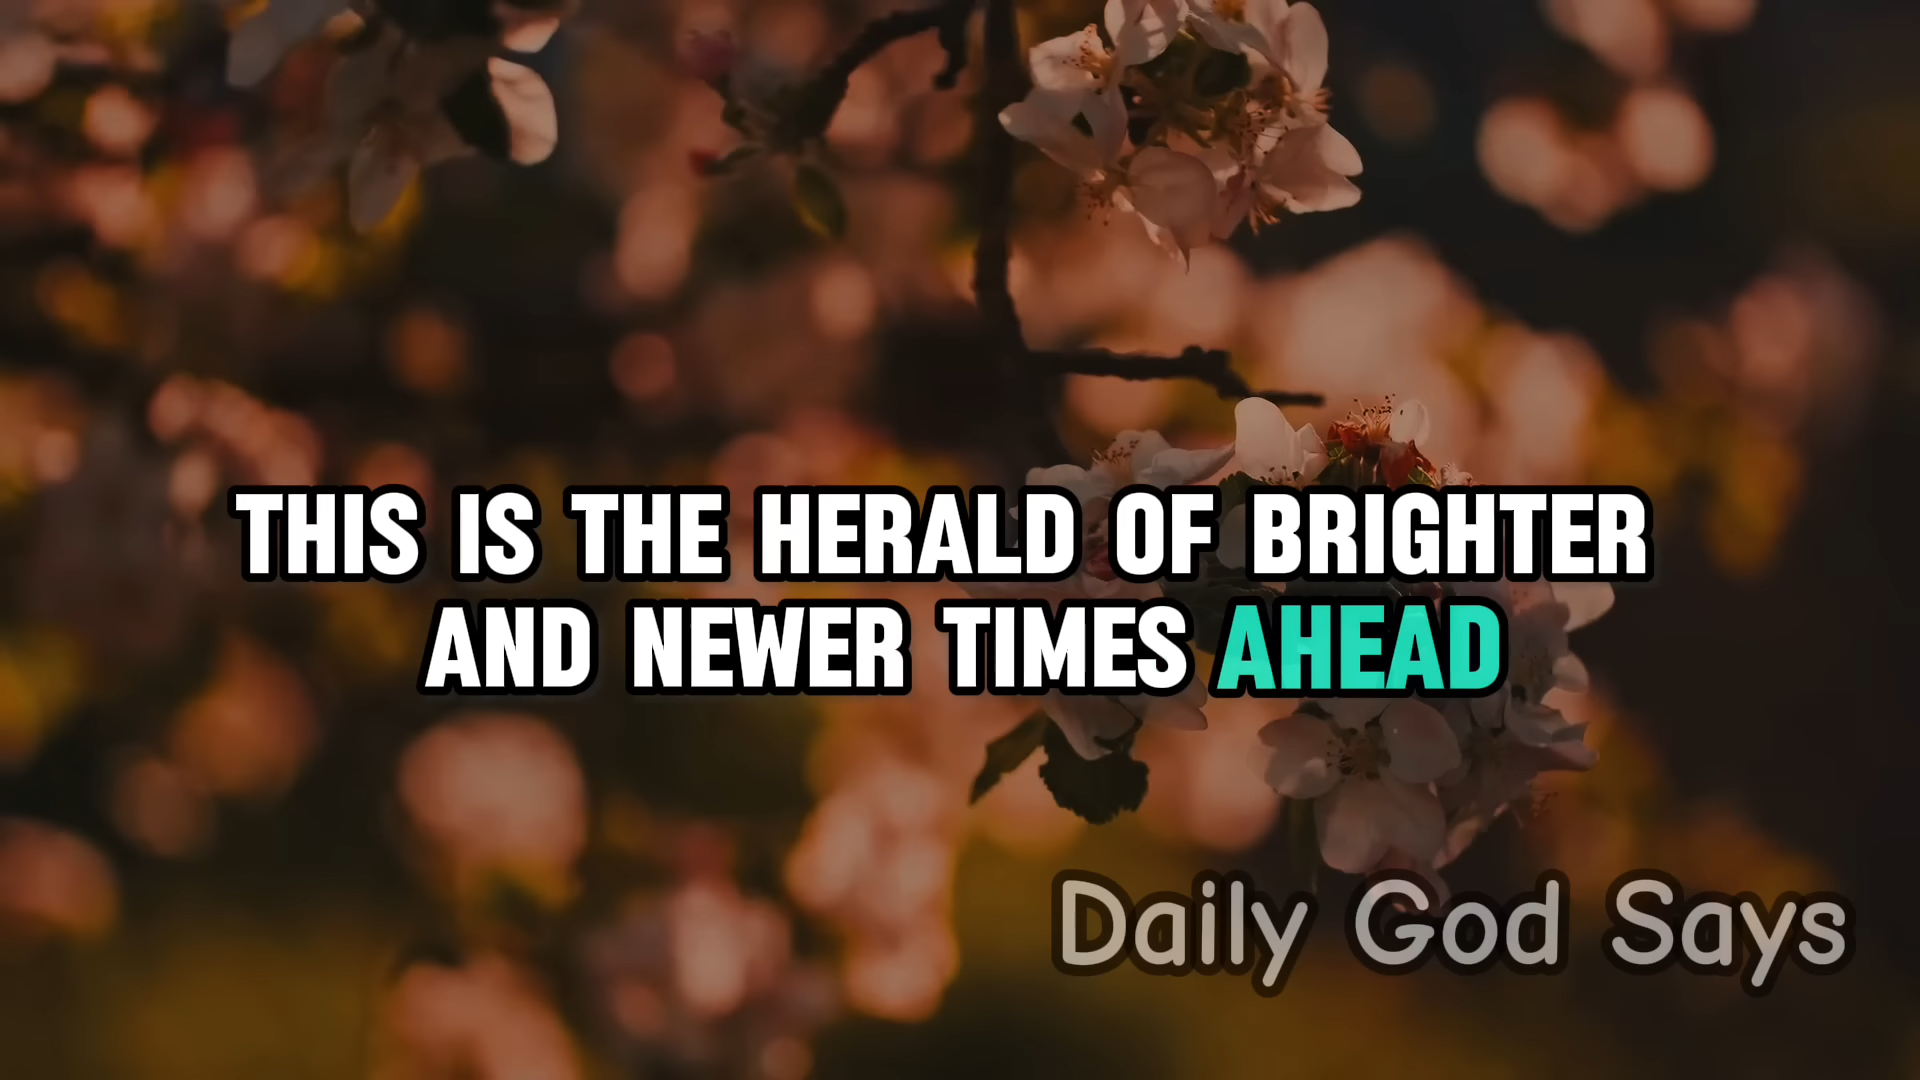 THIS IS THE HERALD OF BRIGHTER
AND NEWER TIMES AHEAD
Daily God Says